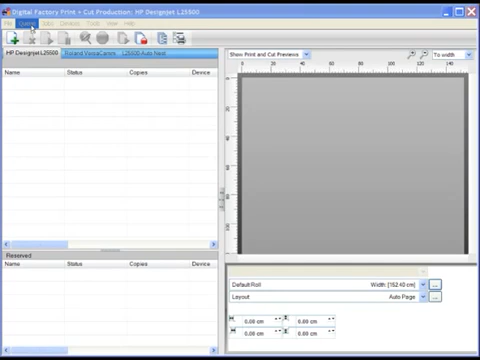 Digital Factory Print + Cut Production: HP Designjet L25500
File Queue Jobs Devices Tools View Help
HP Designjet L25500 Roland VersaCamm L25500 Auto Nest
Name Status Copies Device
Show Print and Cut Previews To width
0 20 40 60 80 100 120 140
Reserved
Name Status Copies Device
Default Roll Width: [152.40 cm] ...
Layout Auto Page ...
0.00 cm 0.00 cm
0.00 cm 0.00 cm